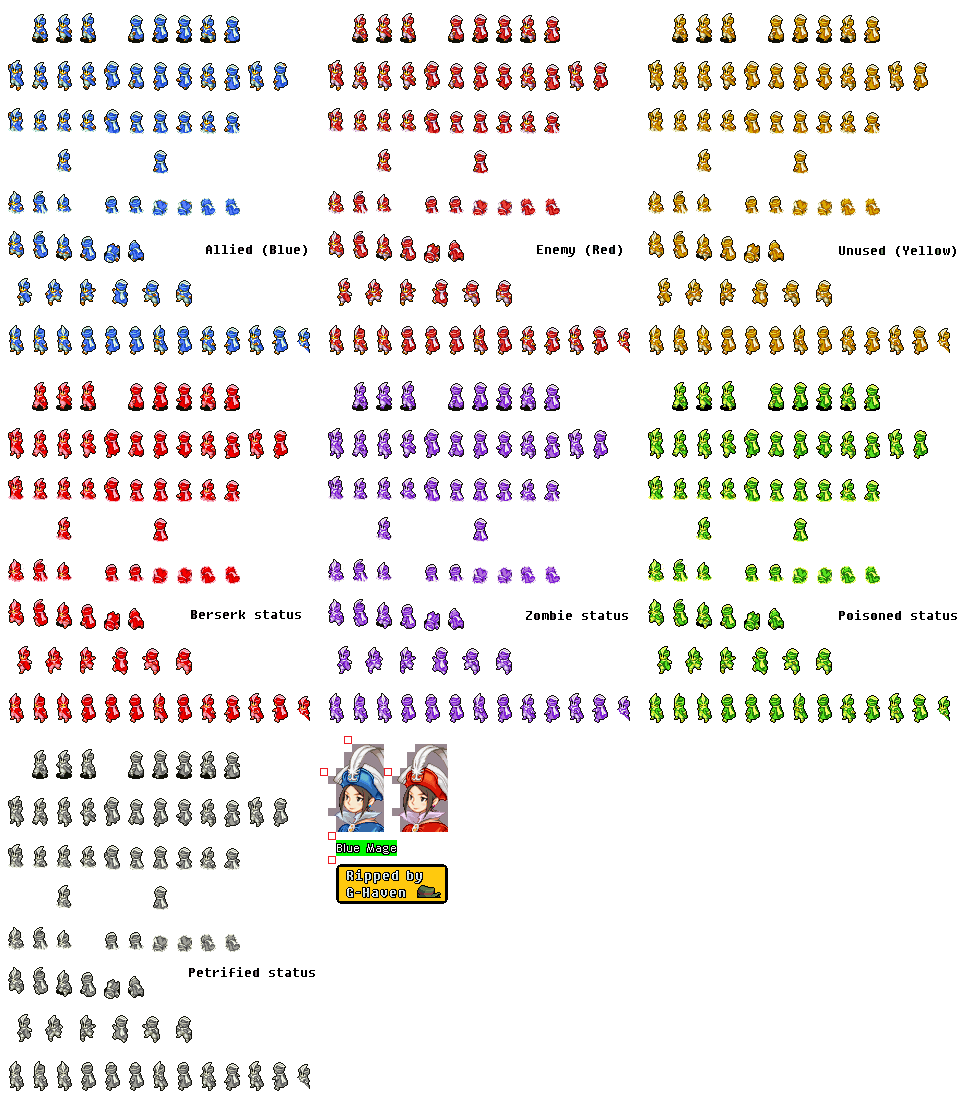 Allied (Blue)
Enemy (Red)
Unused (Yellow)
Berserk status
Zombie status
Poisoned status
Petrified status
Blue Mage
Ripped by
G-Haven